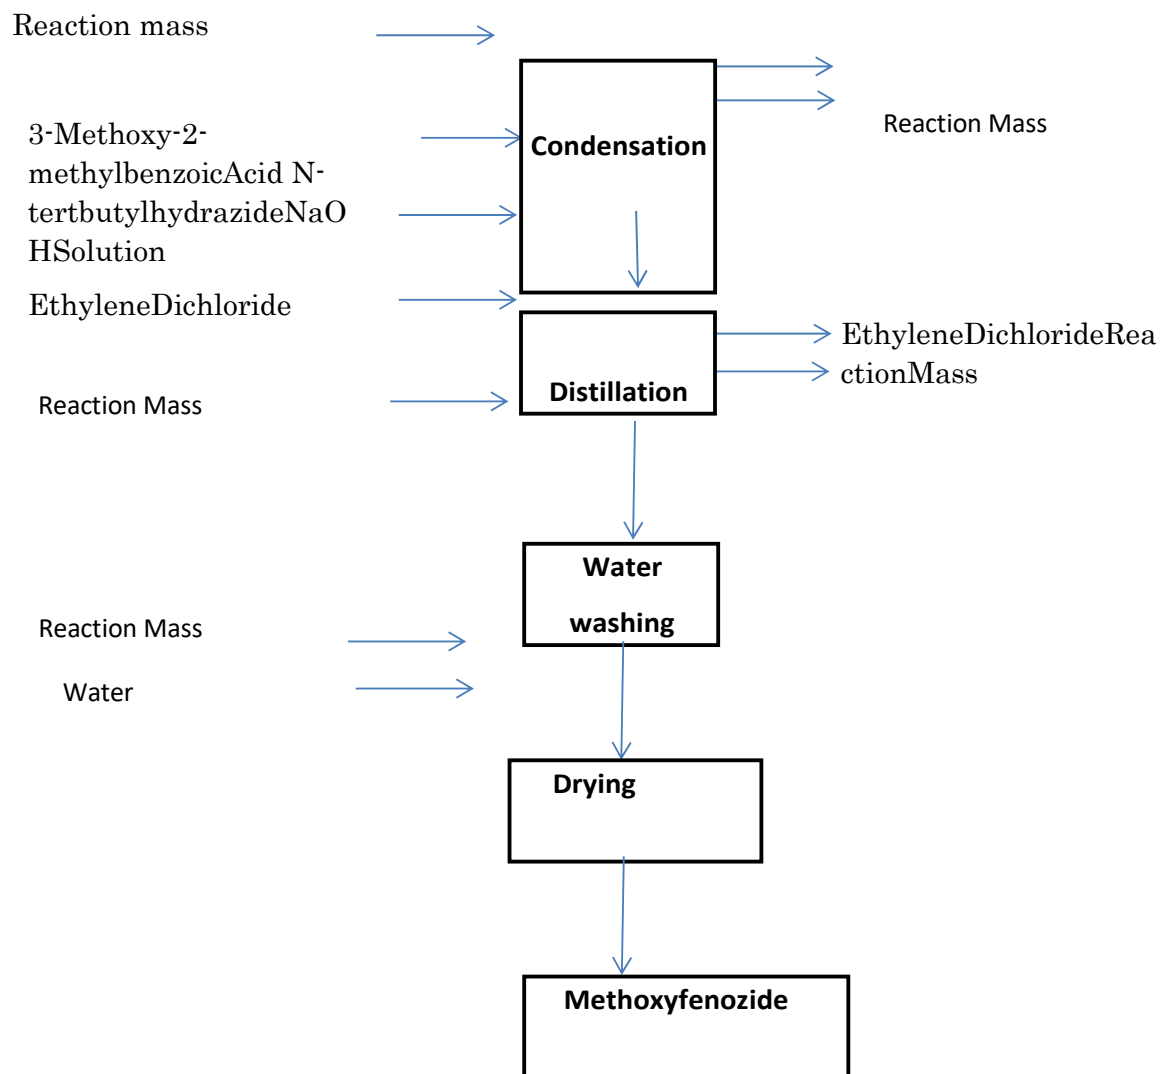 Reaction mass
Reaction Mass
3-Methoxy-2-
methylbenzoicAcid N-
tertbutylhydrazideNaO
HSolution
Condensation
EthyleneDichloride
EthyleneDichlorideRea
ctionMass
Distillation
Reaction Mass
Water
washing
Reaction Mass
Water
Drying
Methoxyfenozide